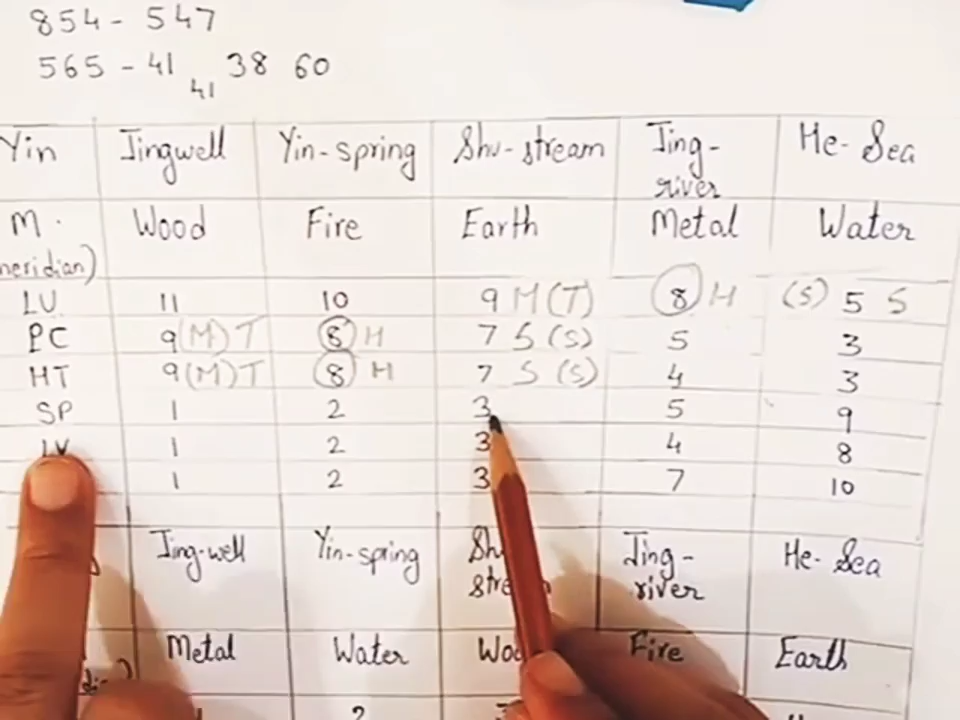 854 - 547
565 - 41 38 60
41
Yin Jingwell Yin-spring Shu-stream Jing-river He-Sea
M. Wood Fire Earth Metal Water
LU 11 10 9 M (T) 8 H (S) 5 S
PC 9 (M) T 8 H 7 S (S) 5 3
HT 9 (M) T 8 H 7 S (S) 4 3
SP 1 2 3 5 9
LV 1 2 3 4 8
1 2 3 7 10
Jing-well Yin-spring Jing-river He-Sea
Metal Water Fire Earth
2